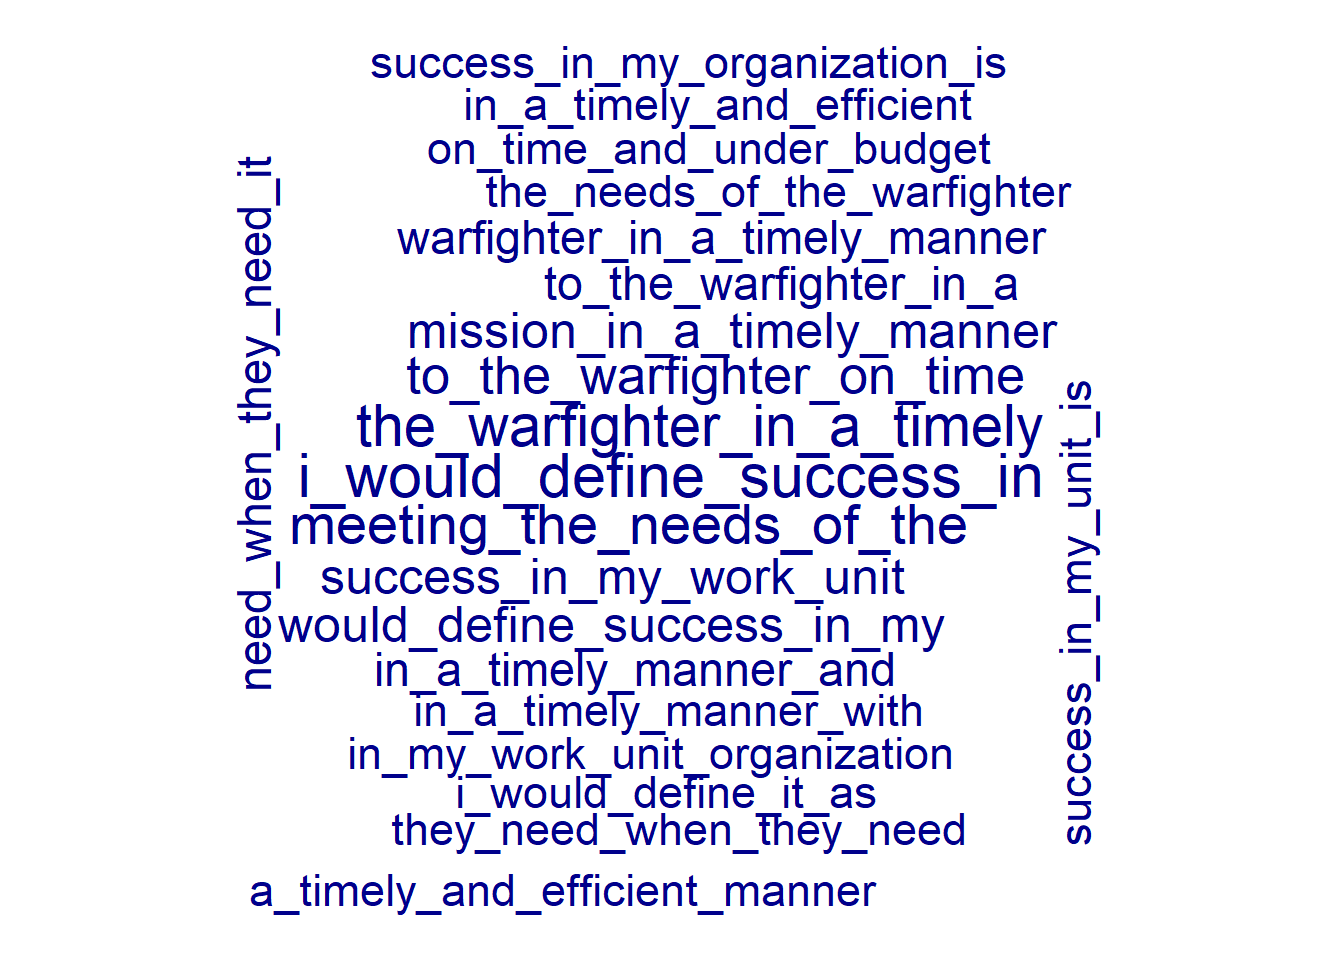 success_in_my_organization_is
in_a_timely_and_efficient
on_time_and_under_budget
the_needs_of_the_warfighter
warfighter_in_a_timely_manner
to_the_warfighter_in_a
mission_in_a_timely_manner
to_the_warfighter_on_time
the_warfighter_in_a_timely
i_would_define_success_in
meeting_the_needs_of_the
success_in_my_work_unit
would_define_success_in_my
in_a_timely_manner_and
in_a_timely_manner_with
in_my_work_unit_organization
i_would_define_it_as
they_need_when_they_need
a_timely_and_efficient_manner
need_when_they_need_it
success_in_my_unit_is